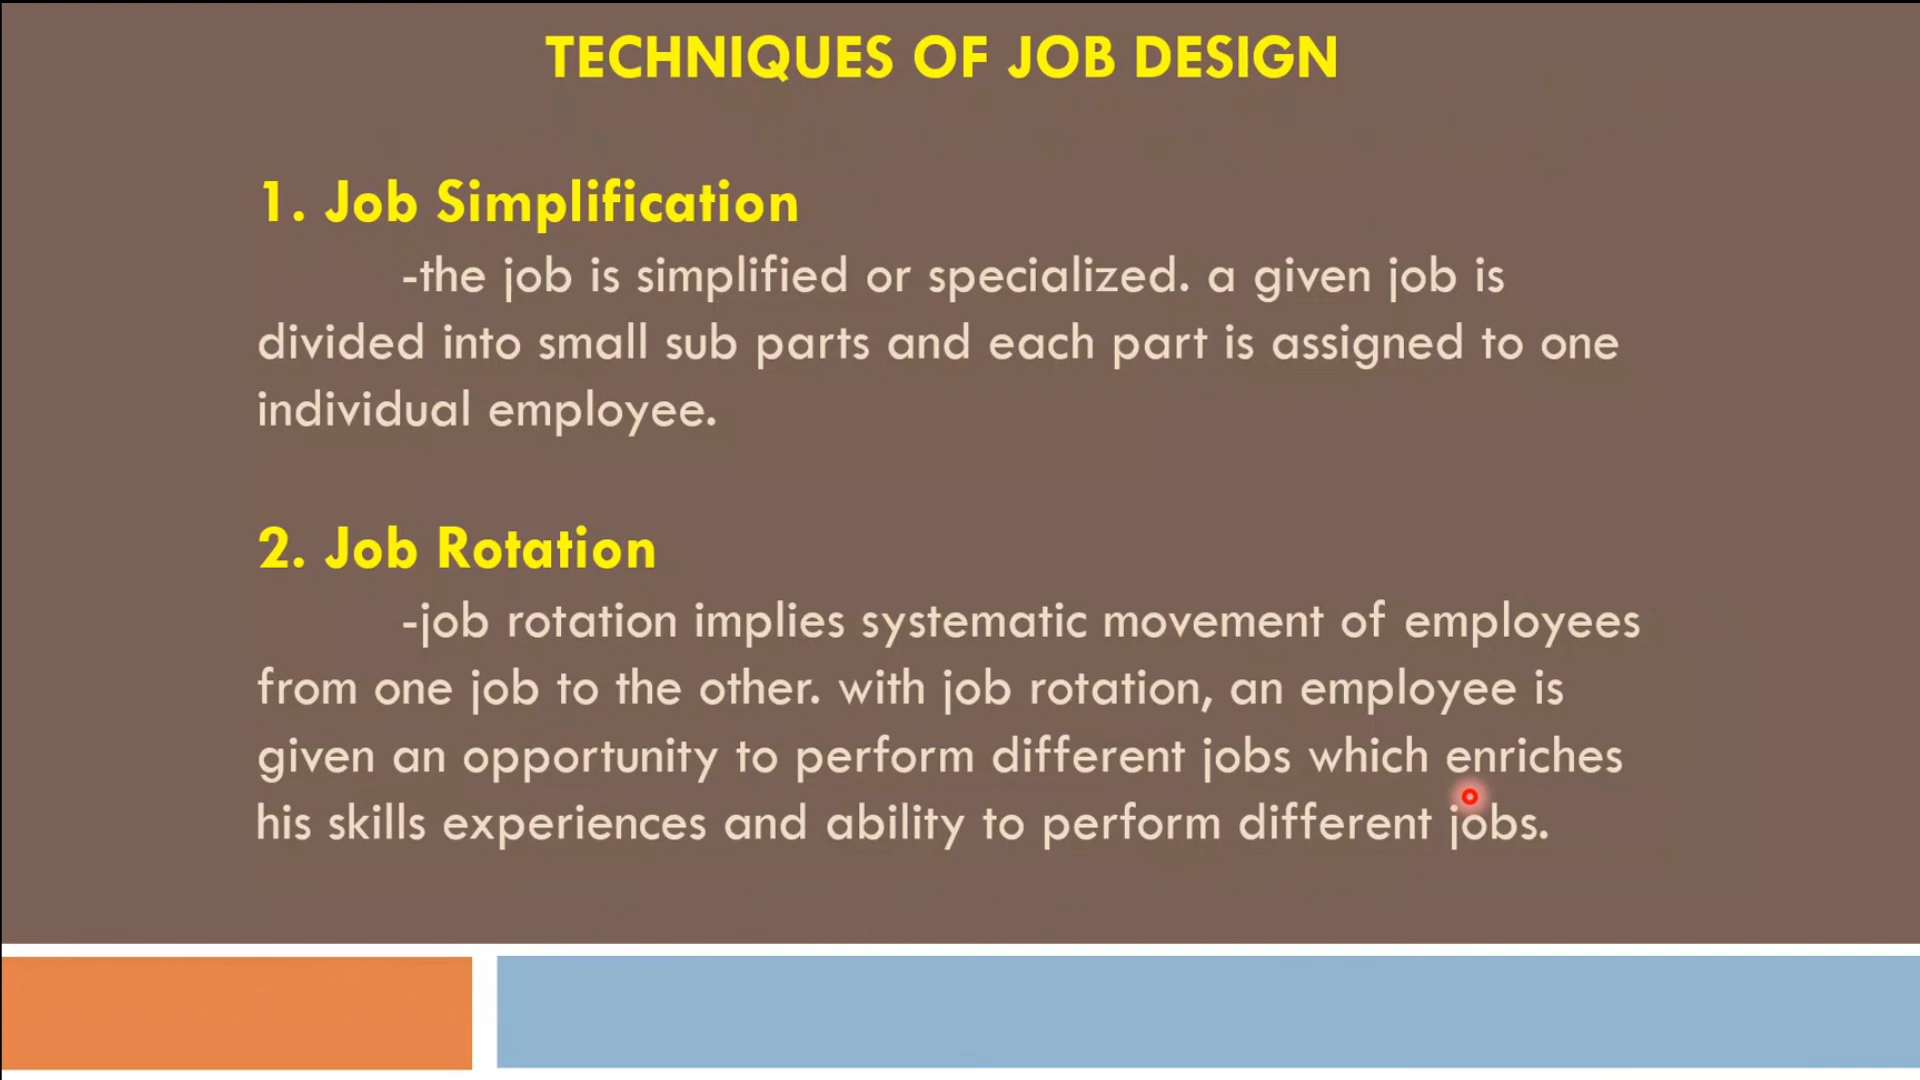 TECHNIQUES OF JOB DESIGN
1. Job Simplification
-the job is simplified or specialized. a given job is
divided into small sub parts and each part is assigned to one
individual employee.
2. Job Rotation
-job rotation implies systematic movement of employees
from one job to the other. with job rotation, an employee is
given an opportunity to perform different jobs which enriches
his skills experiences and ability to perform different jobs.